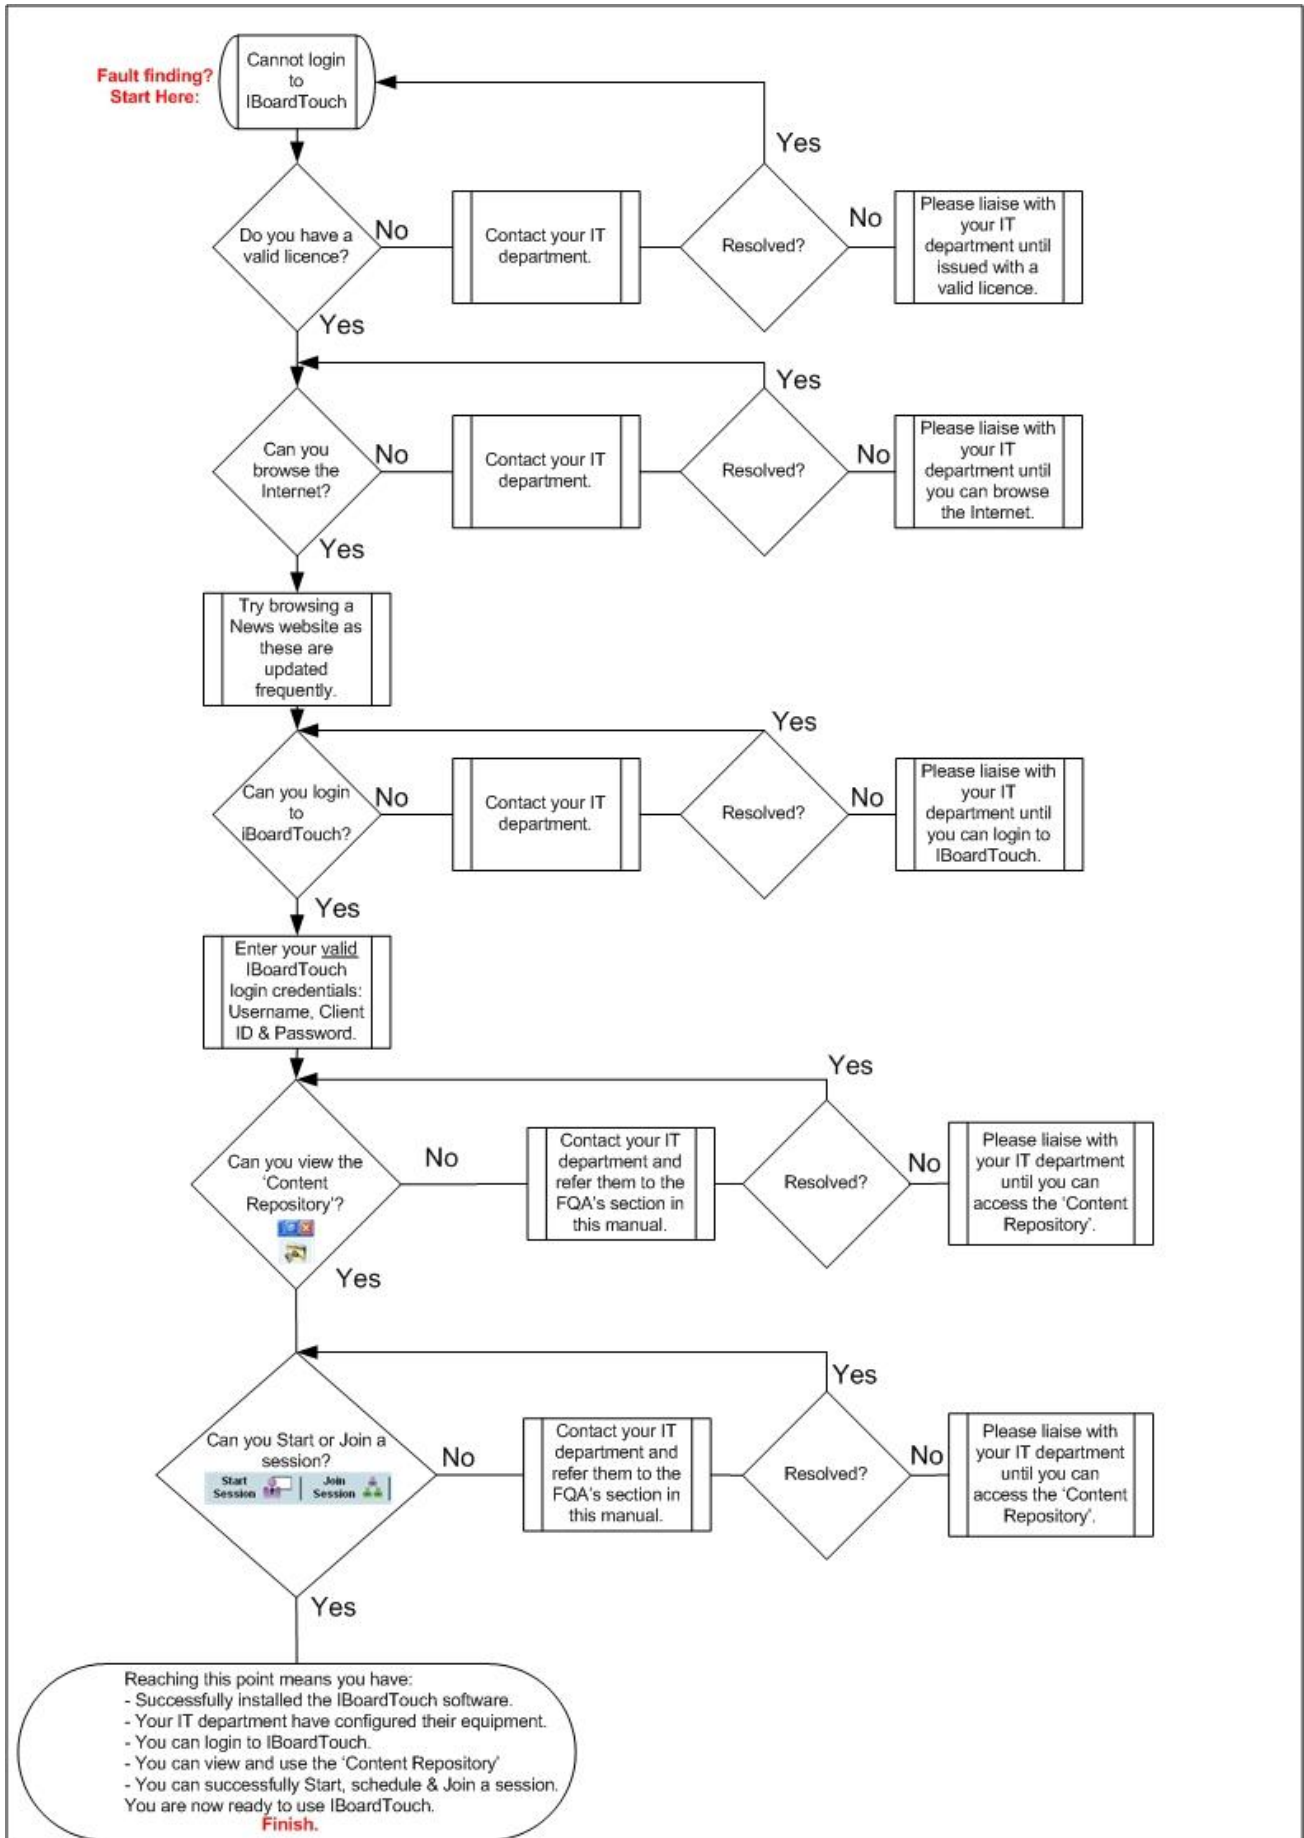 Fault finding?
Start Here:
Cannot login
to
IBoardTouch
Yes
Do you have a
valid licence?
No
Contact your IT
department.
Resolved?
No
Please liaise with
your IT
department until
issued with a
valid licence.
Yes
Yes
Can you
browse the
Internet?
No
Contact your IT
department.
Resolved?
No
Please liaise with
your IT
department until
you can browse
the Internet.
Yes
Try browsing a
News website as
these are
updated
frequently.
Yes
Can you login
to
iBoardTouch?
No
Contact your IT
department.
Resolved?
No
Please liaise with
your IT
department until
you can login to
IBoardTouch.
Yes
Enter your valid
IBoardTouch
login credentials:
Username, Client
ID & Password.
Yes
Can you view the
‘Content
Repository’?
No
Contact your IT
department and
refer them to the
FQA’s section in
this manual.
Resolved?
No
Please liaise with
your IT department
until you can
access the ‘Content
Repository’.
Yes
Yes
Can you Start or Join a
session?
Start
Session
Join
Session
No
Contact your IT
department and
refer them to the
FQA’s section in
this manual.
Resolved?
No
Please liaise with
your IT department
until you can
access the ‘Content
Repository’.
Yes
Reaching this point means you have:
- Successfully installed the IBoardTouch software.
- Your IT department have configured their equipment.
- You can login to IBoardTouch.
- You can view and use the ‘Content Repository’
- You can successfully Start, schedule & Join a session.
You are now ready to use IBoardTouch.
Finish.